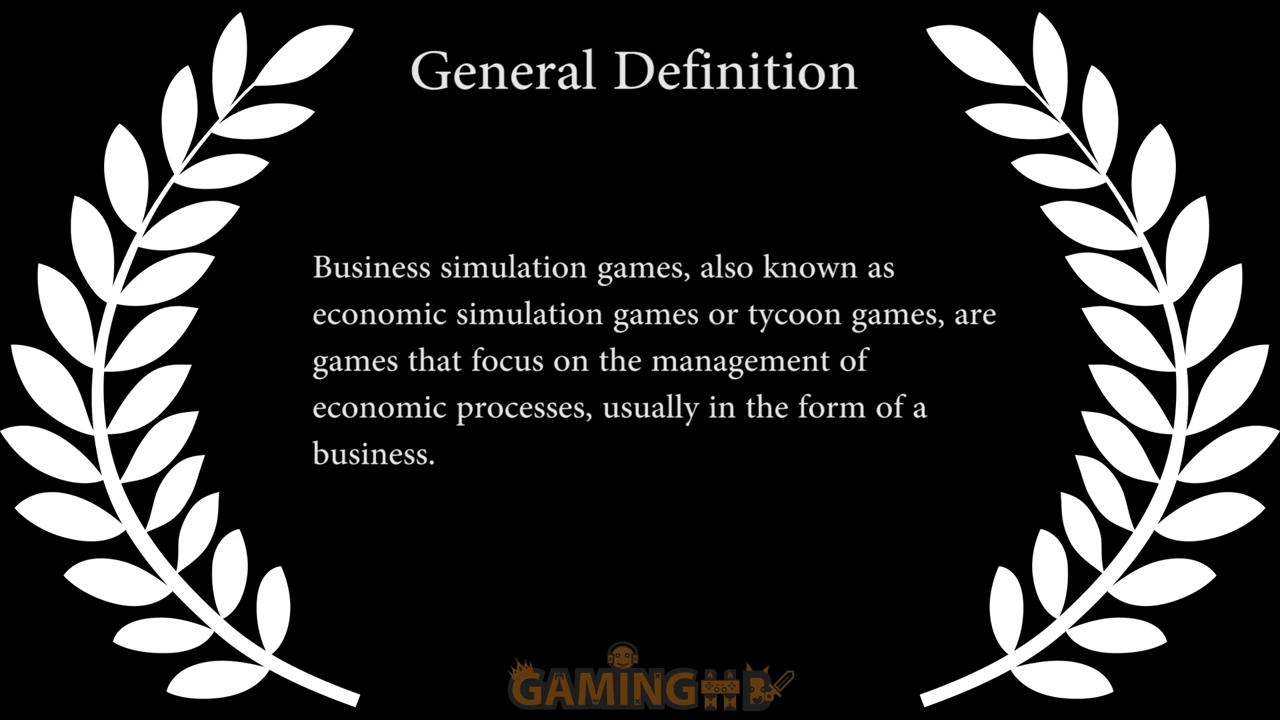 General Definition
Business simulation games, also known as
economic simulation games or tycoon games, are
games that focus on the management of
economic processes, usually in the form of a
business.
GAMINGHD